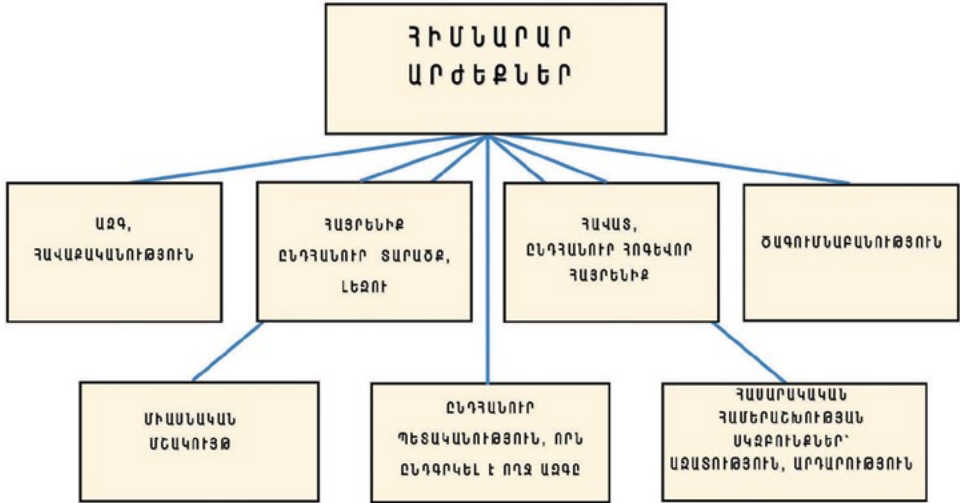 ՀԻՄՆԱՐԱՐ
ԱՐԺԵՔՆԵՐ
ԱԶԳ,
ՀԱՎԱՔԱԿԱՆՈՒԹՅՈՒՆ
ՀԱՅՐԵՆԻՔ
ԸՆԴՀԱՆՈՒՐ ՏԱՐԱԾՔ,
ԼԵԶՈՒ
ՀԱՎԱՏ,
ԸՆԴՀԱՆՈՒՐ ՀՈԳԵՎՈՐ
ՀԱՅՐԵՆԻՔ
ԾԱԳՈՒՄՆԱԲԱՆՈՒԹՅՈՒՆ
ՄԻԱՍՆԱԿԱՆ
ՄՇԱԿՈՒՅԹ
ԸՆԴՀԱՆՈՒՐ
ՊԵՏԱԿԱՆՈՒԹՅՈՒՆ, ՈՐՆ
ԸՆԴԳՐԿԵԼ Է ՈՂՋ ԱԶԳԸ
ՀԱՍԱՐԱԿԱԿԱՆ
ՀԱՄԵՐԱՇԽՈՒԹՅԱՆ
ՍԿԶԲՈՒՆՔՆԵՐ՝
ԱԶԱՏՈՒԹՅՈՒՆ, ԱՐԴԱՐՈՒԹՅՈՒՆ